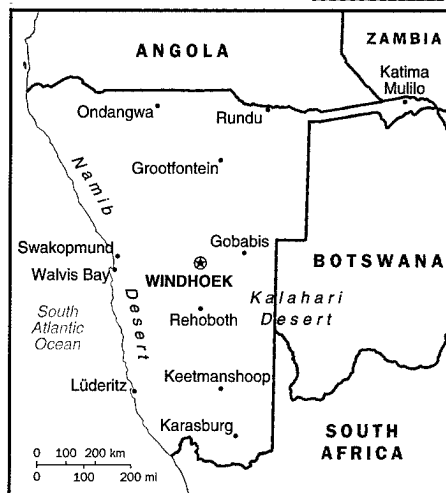 ANGOLA
ZAMBIA
Katima
Mulilo
Ondangwa
Rundu
Grootfontein
Namib
Desert
Swakopmund
Walvis Bay
Gobabis
WINDHOEK
BOTSWANA
Kalahari
Desert
South
Atlantic
Ocean
Rehoboth
Lüderitz
Keetmanshoop
Karasburg
SOUTH
AFRICA
0 100 200 km
0 100 200 mi